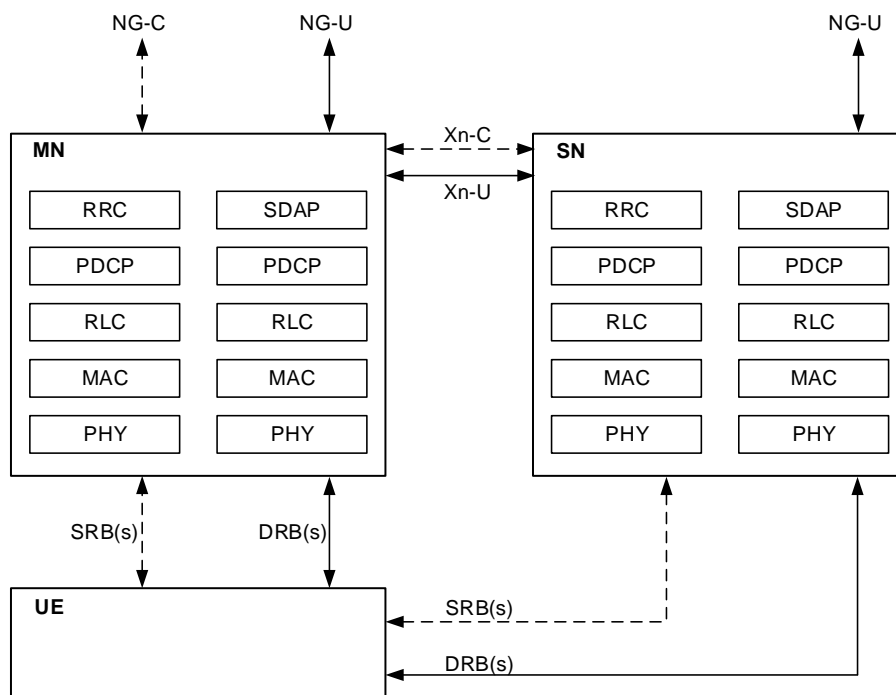 NG-C
NG-U
NG-U
MN
Xn-C
SN
Xn-U
RRC
SDAP
RRC
SDAP
PDCP
PDCP
PDCP
PDCP
RLC
RLC
RLC
RLC
MAC
MAC
MAC
MAC
PHY
PHY
PHY
PHY
SRB(s)
DRB(s)
UE
SRB(s)
DRB(s)